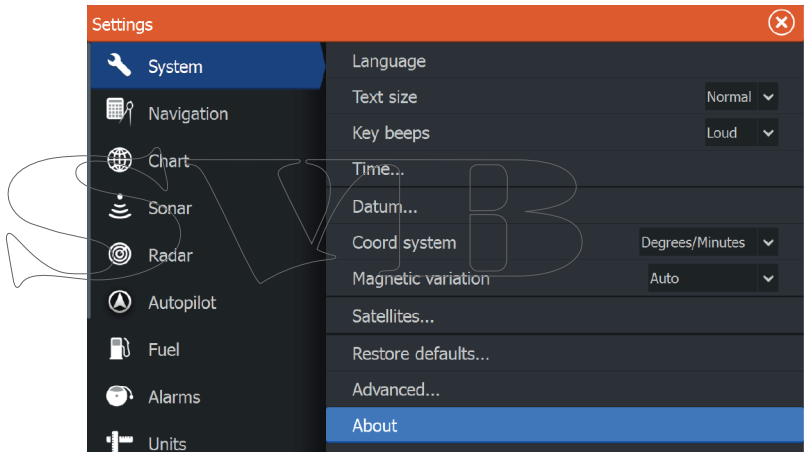 Settings
System
Navigation
Chart
Sonar
Radar
Autopilot
Fuel
Alarms
Units
Language
Text size Normal
Key beeps Loud
Time...
Datum...
Coord system Degrees/Minutes
Magnetic variation Auto
Satellites...
Restore defaults...
Advanced...
About
SVB